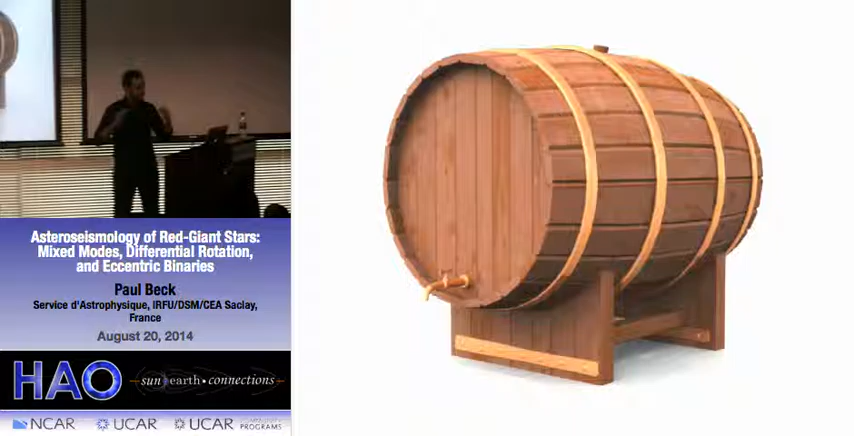 Asteroseismology of Red-Giant Stars:
Mixed Modes, Differential Rotation,
and Eccentric Binaries
Paul Beck
Service d'Astrophysique, IRFU/DSM/CEA Saclay,
France
August 20, 2014
HAO
sun earth • connections
NCAR
UCAR
UCAR
COMMUNITY
PROGRAMS